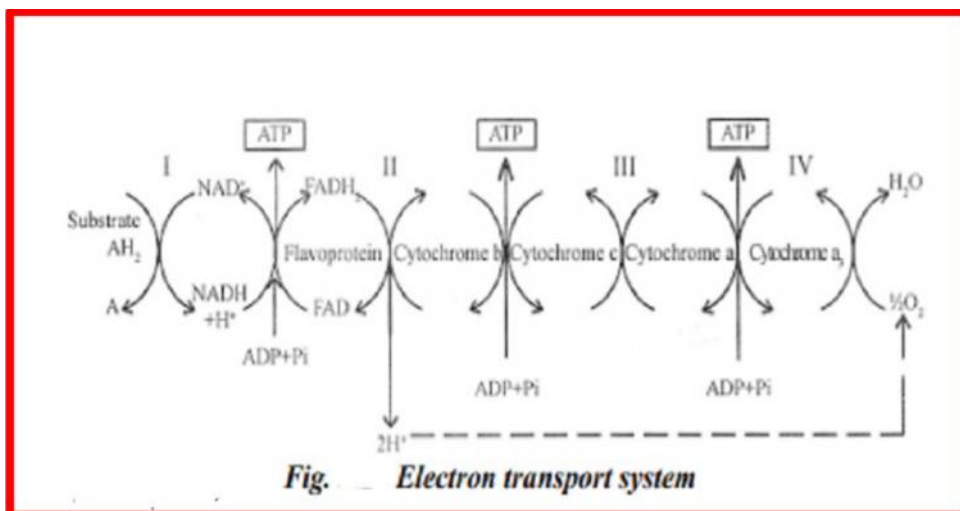 ATP ATP ATP
I II III IV
NAD⁺ FADH₂ H₂O
Substrate
AH₂ Flavoprotein Cytochrome b Cytochrome c Cytochrome a Cytochrome a₃
A NADH FAD ½O₂
+H⁺
ADP+Pi
ADP+Pi ADP+Pi
2H⁺
Fig. Electron transport system